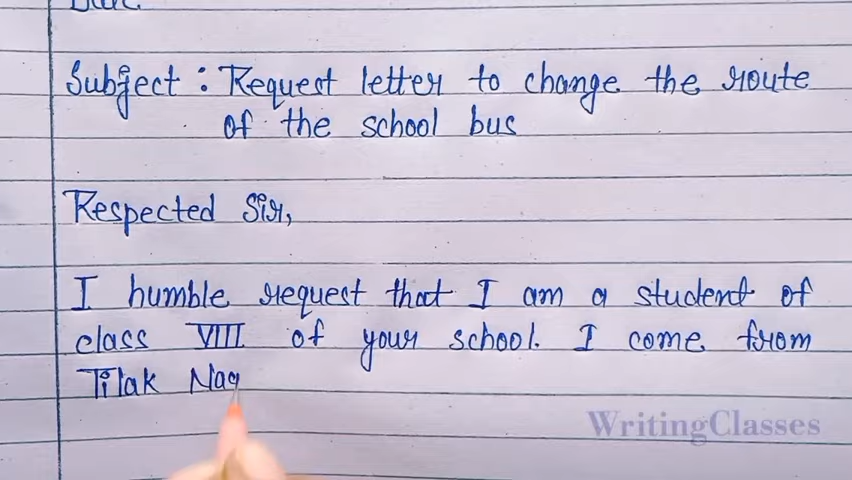 Subject : Request letter to change the route
of the school bus
Respected Sir,
I humble request that I am a student of
class VIII of your school. I come from
Tilak Nag
WritingClasses